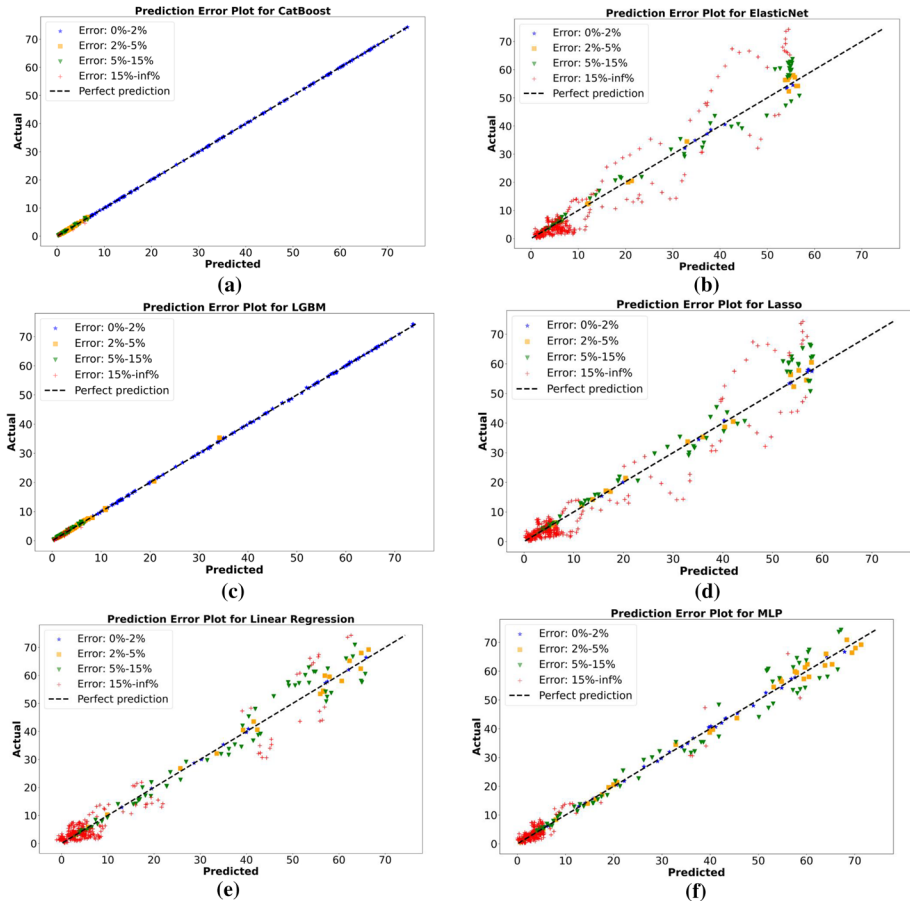 Prediction Error Plot for CatBoost
Error: 0%-2%
Error: 2%-5%
Error: 5%-15%
Error: 15%-inf%
Perfect prediction
Actual
70
60
50
40
30
20
10
0
0 10 20 30 40 50 60 70
Predicted
(a)
Prediction Error Plot for ElasticNet
Error: 0%-2%
Error: 2%-5%
Error: 5%-15%
Error: 15%-inf%
Perfect prediction
Actual
70
60
50
40
30
20
10
0
0 10 20 30 40 50 60 70
Predicted
(b)
Prediction Error Plot for LGBM
Error: 0%-2%
Error: 2%-5%
Error: 5%-15%
Error: 15%-inf%
Perfect prediction
Actual
70
60
50
40
30
20
10
0
0 10 20 30 40 50 60 70
Predicted
(c)
Prediction Error Plot for Lasso
Error: 0%-2%
Error: 2%-5%
Error: 5%-15%
Error: 15%-inf%
Perfect prediction
Actual
70
60
50
40
30
20
10
0
0 10 20 30 40 50 60 70
Predicted
(d)
Prediction Error Plot for Linear Regression
Error: 0%-2%
Error: 2%-5%
Error: 5%-15%
Error: 15%-inf%
Perfect prediction
Actual
70
60
50
40
30
20
10
0
0 10 20 30 40 50 60 70
Predicted
(e)
Prediction Error Plot for MLP
Error: 0%-2%
Error: 2%-5%
Error: 5%-15%
Error: 15%-inf%
Perfect prediction
Actual
70
60
50
40
30
20
10
0
0 10 20 30 40 50 60 70
Predicted
(f)